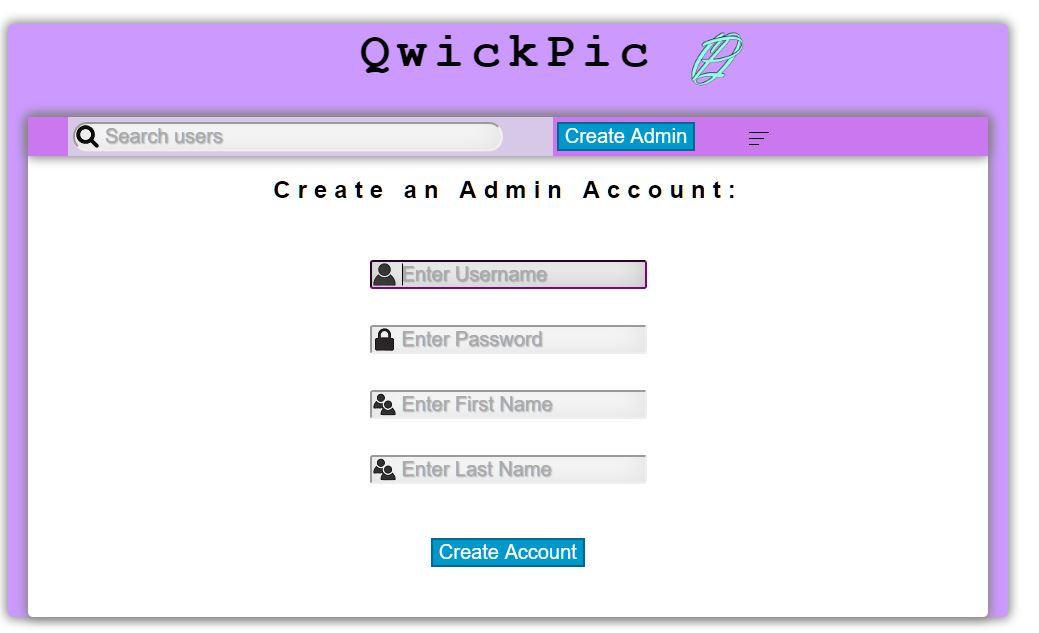 QwickPic
Search users
Create Admin
Create an Admin Account:
Enter Username
Enter Password
Enter First Name
Enter Last Name
Create Account